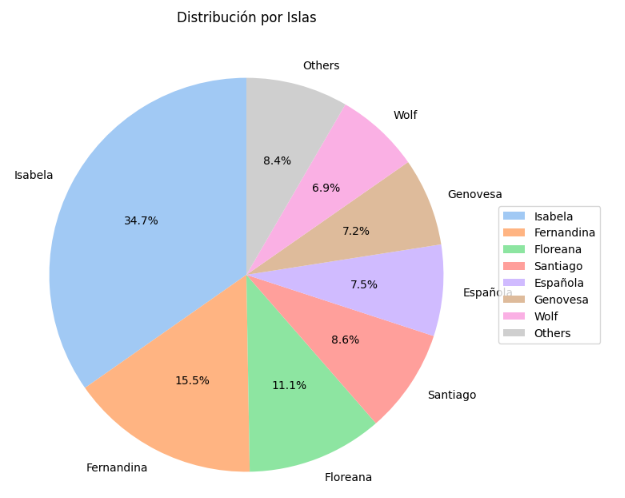 Distribución por Islas
Others
Wolf
Isabela
8.4%
6.9%
Genovesa
34.7%
7.2%
7.5%
Española
8.6%
15.5%
11.1%
Santiago
Fernandina
Floreana
Isabela
Fernandina
Floreana
Santiago
Española
Genovesa
Wolf
Others